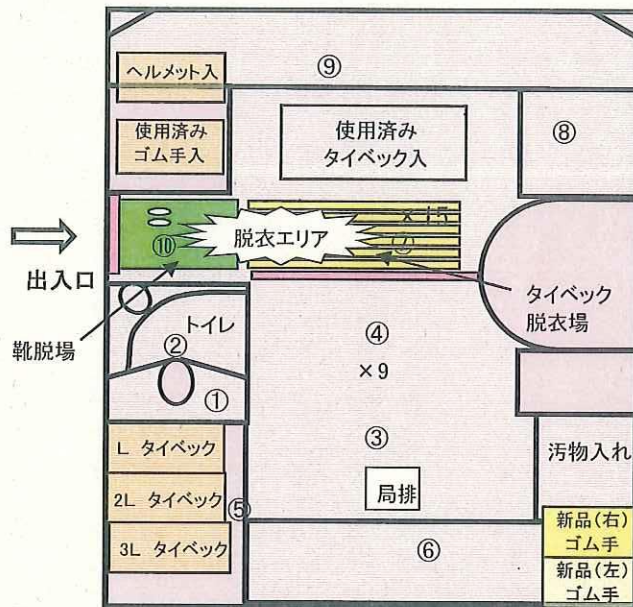 ⑨
ヘルメット入
使用済み
ゴム手入
使用済み
タイベック入
⑧
×15
⑩
脱衣エリア
⑦
出入口
靴脱場
タイベック
脱衣場
トイレ
②
①
④
×9
③
局排
L タイベック
2L タイベック
3L タイベック
⑤
⑥
汚物入れ
新品(右)
ゴム手
新品(左)
ゴム手